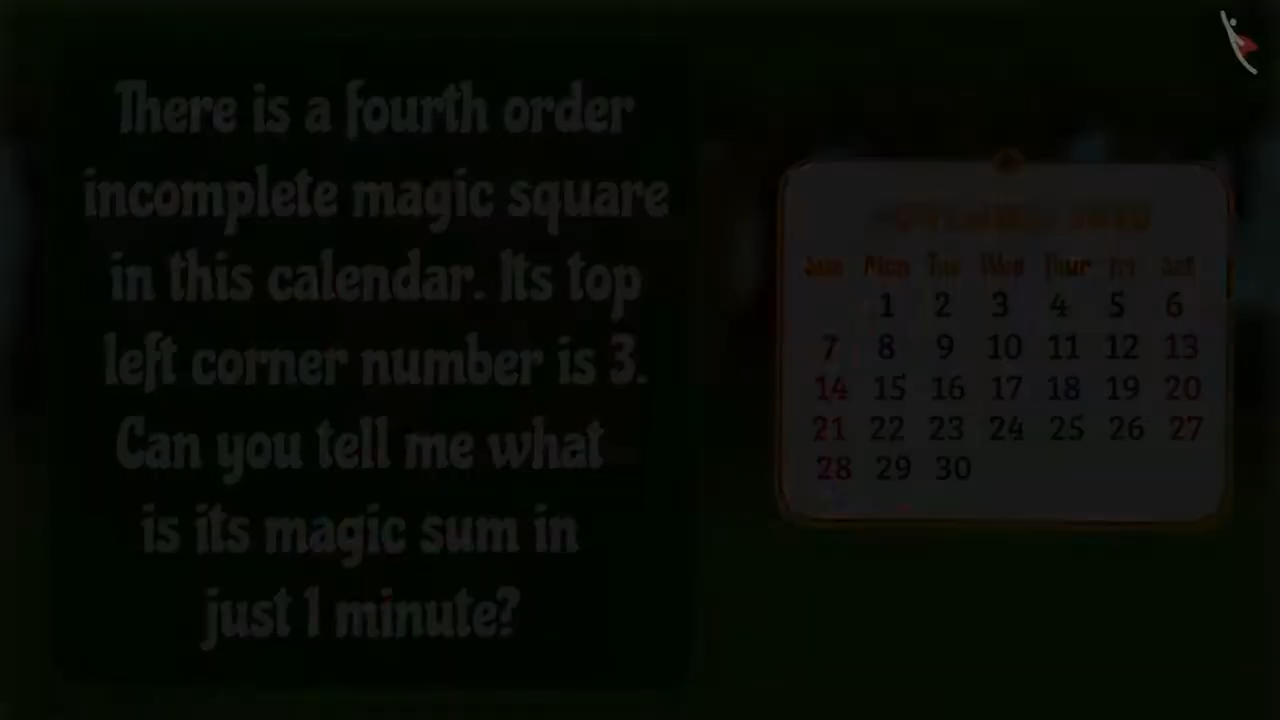 There is a fourth order
incomplete magic square
in this calendar. Its top
left corner number is 3.
Can you tell me what
is its magic sum in
just 1 minute?
Sun Mon Tue Wed Thur Fri Sat
1 2 3 4 5 6
7 8 9 10 11 12 13
14 15 16 17 18 19 20
21 22 23 24 25 26 27
28 29 30